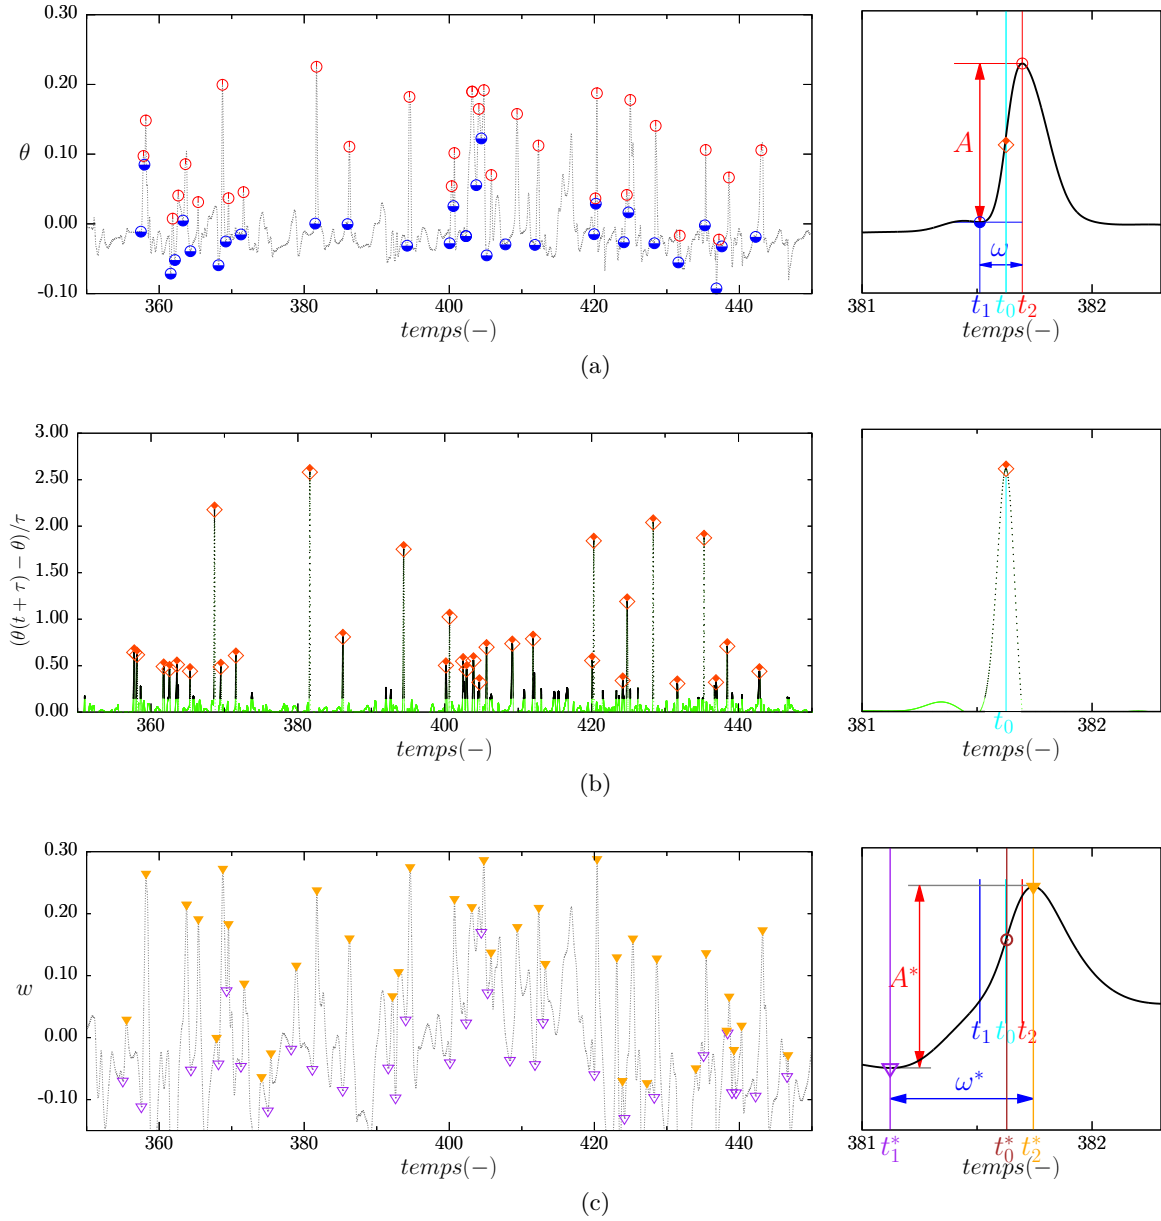 0.30
0.20
0.10
0.00
-0.10
θ
360
380
400
420
440
temps(−)
A
ω
381
t₁
t₀
t₂
382
temps(−)
(a)
3.00
2.50
2.00
1.50
1.00
0.50
0.00
(θ(t + τ) − θ)/τ
360
380
400
420
440
temps(−)
381
t₀
382
temps(−)
(b)
0.30
0.20
0.10
0.00
-0.10
w
360
380
400
420
440
temps(−)
A*
t₁
t₀
t₂
ω*
381
382
t₁*
t₀*
t₂*
temps(−)
(c)